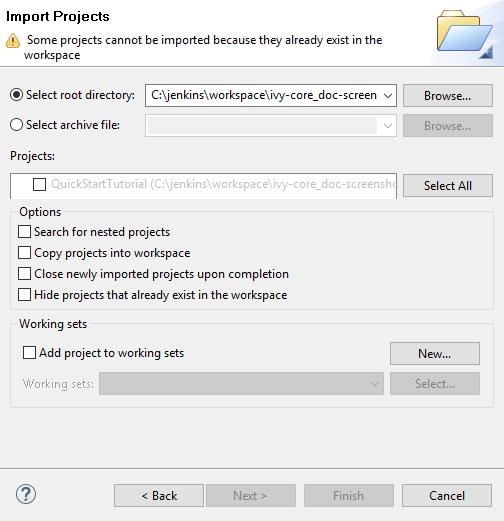 Import Projects
Some projects cannot be imported because they already exist in the
workspace
Select root directory: C:\jenkins\workspace\ivy-core_doc-screen Browse...
Select archive file: Browse...
Projects:
QuickStartTutorial (C:\jenkins\workspace\ivy-core_doc-screensho Select All
Options
Search for nested projects
Copy projects into workspace
Close newly imported projects upon completion
Hide projects that already exist in the workspace
Working sets
Add project to working sets New...
Working sets: Select...
? < Back Next > Finish Cancel